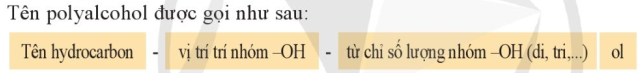 Tên polyalcohol được gọi như sau:
Tên hydrocarbon - vị trí trí nhóm –OH - từ chỉ số lượng nhóm –OH (di, tri,...) ol